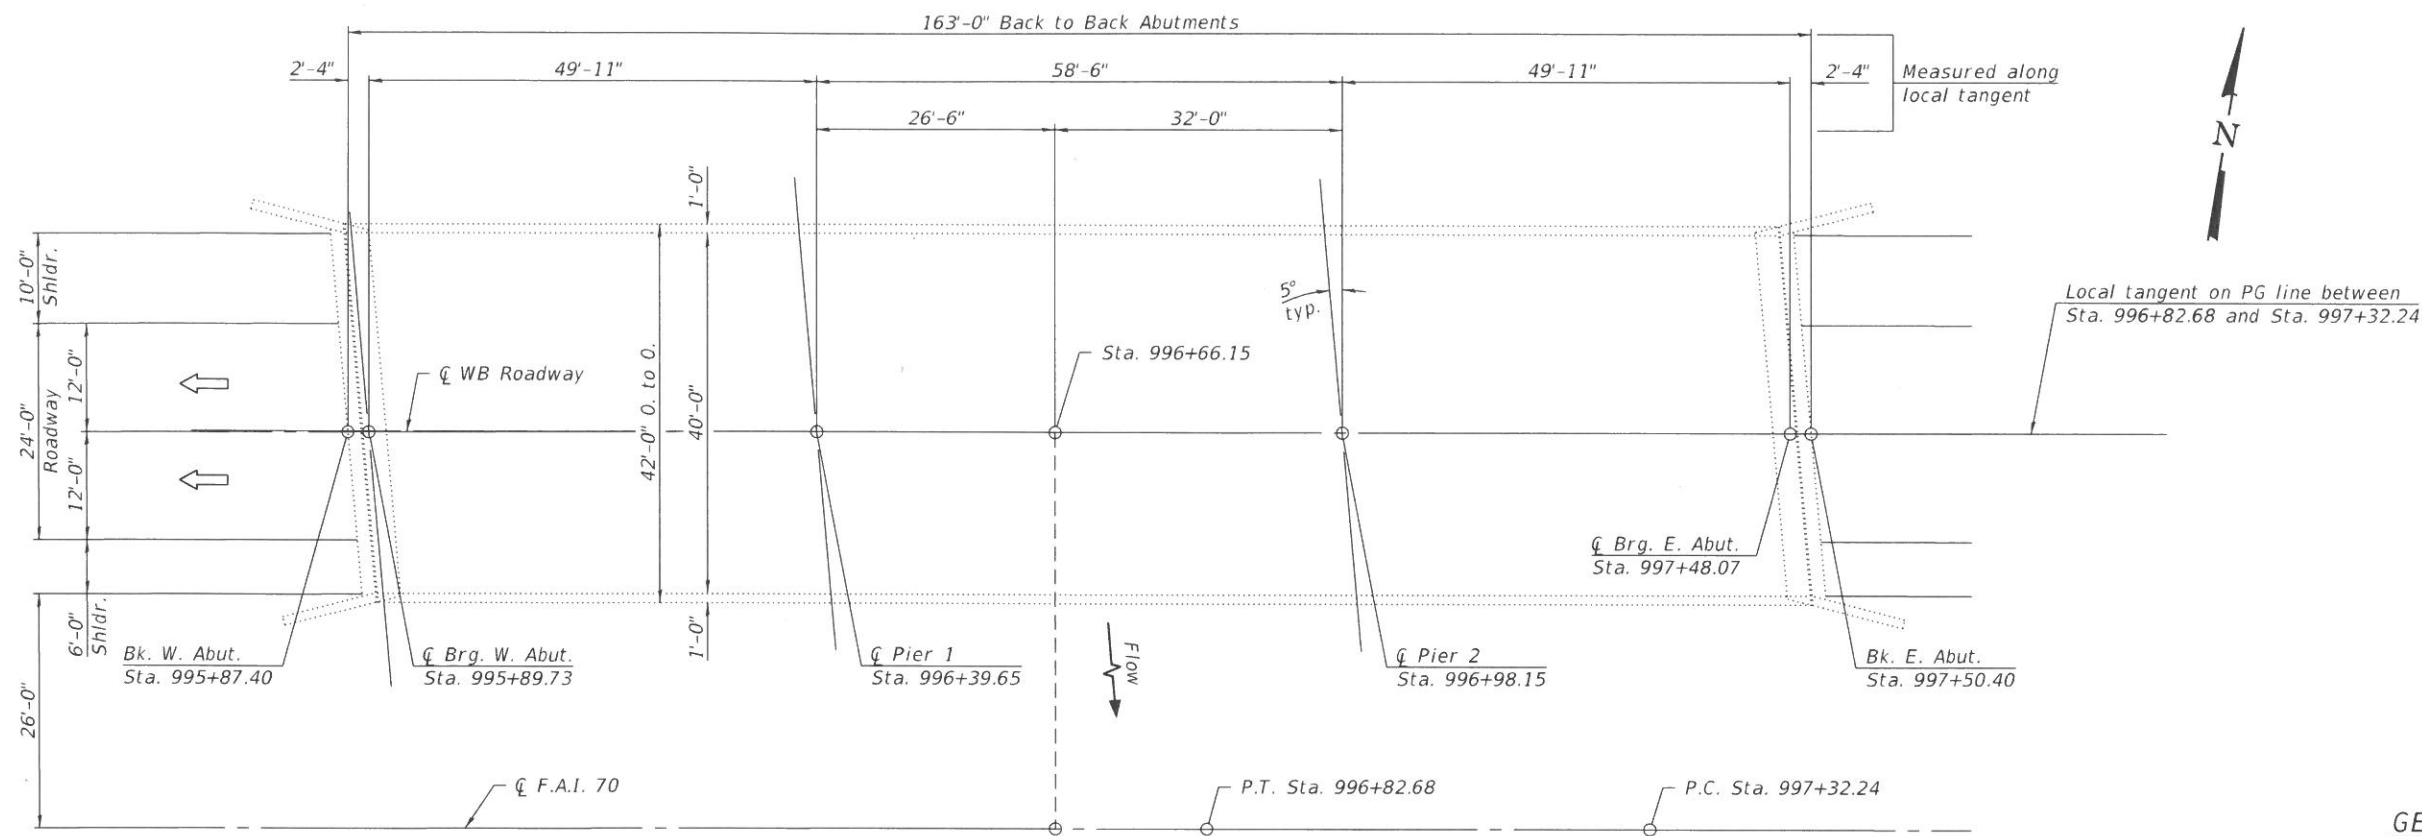 163'-0" Back to Back Abutments
2'-4"
49'-11"
58'-6"
49'-11"
2'-4"
Measured along
local tangent
26'-6"
32'-0"
N
1'-0"
10'-0"
Shldr.
5°
typ.
Local tangent on PG line between
Sta. 996+82.68 and Sta. 997+32.24
Sta. 996+66.15
℄ WB Roadway
24'-0"
Roadway
12'-0"
12'-0"
42'-0" O. to O.
40'-0"
℄ Brg. E. Abut.
Sta. 997+48.07
6'-0"
Shldr.
1'-0"
Bk. W. Abut.
Sta. 995+87.40
℄ Brg. W. Abut.
Sta. 995+89.73
℄ Pier 1
Sta. 996+39.65
Flow
℄ Pier 2
Sta. 996+98.15
Bk. E. Abut.
Sta. 997+50.40
26'-0"
℄ F.A.I. 70
P.T. Sta. 996+82.68
P.C. Sta. 997+32.24
GE